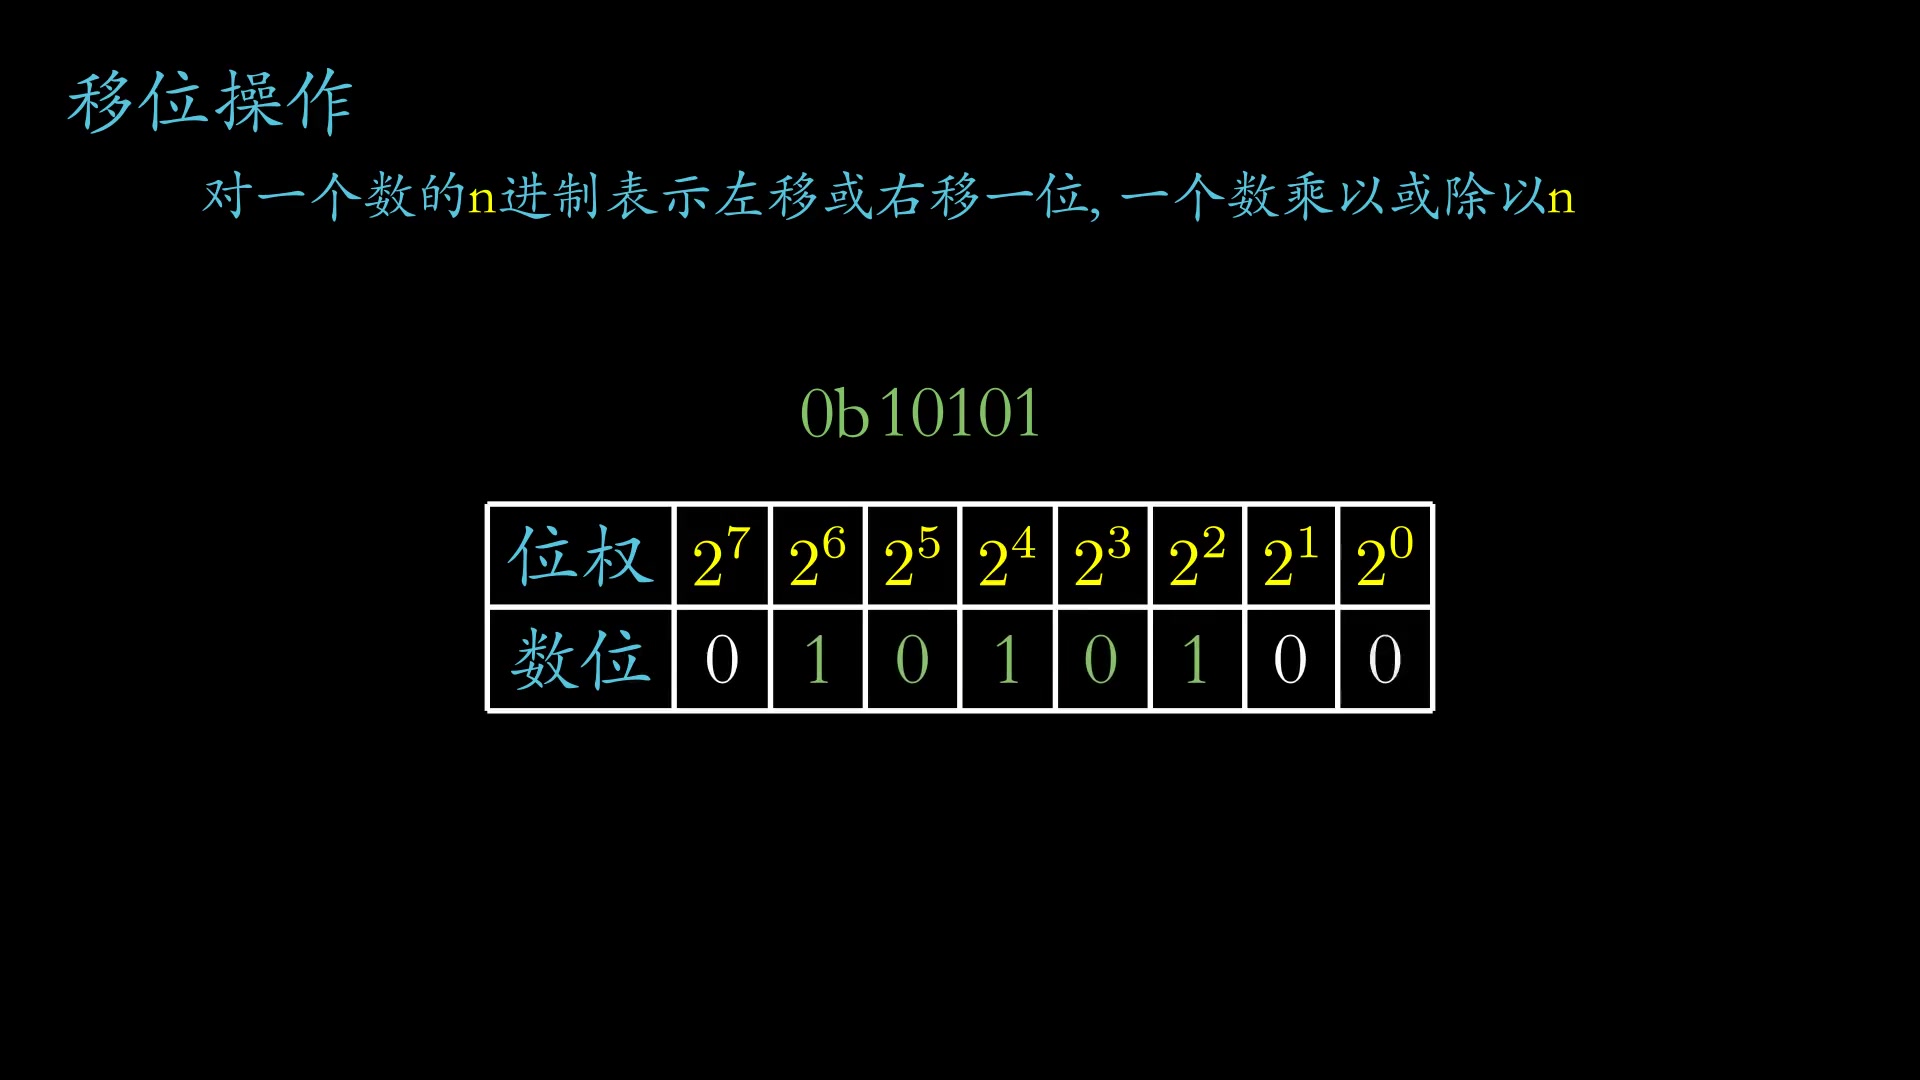 移位操作
对一个数的n进制表示左移或右移一位, 一个数乘以或除以n
0b10101
位权 2^7 2^6 2^5 2^4 2^3 2^2 2^1 2^0
数位 0 1 0 1 0 1 0 0